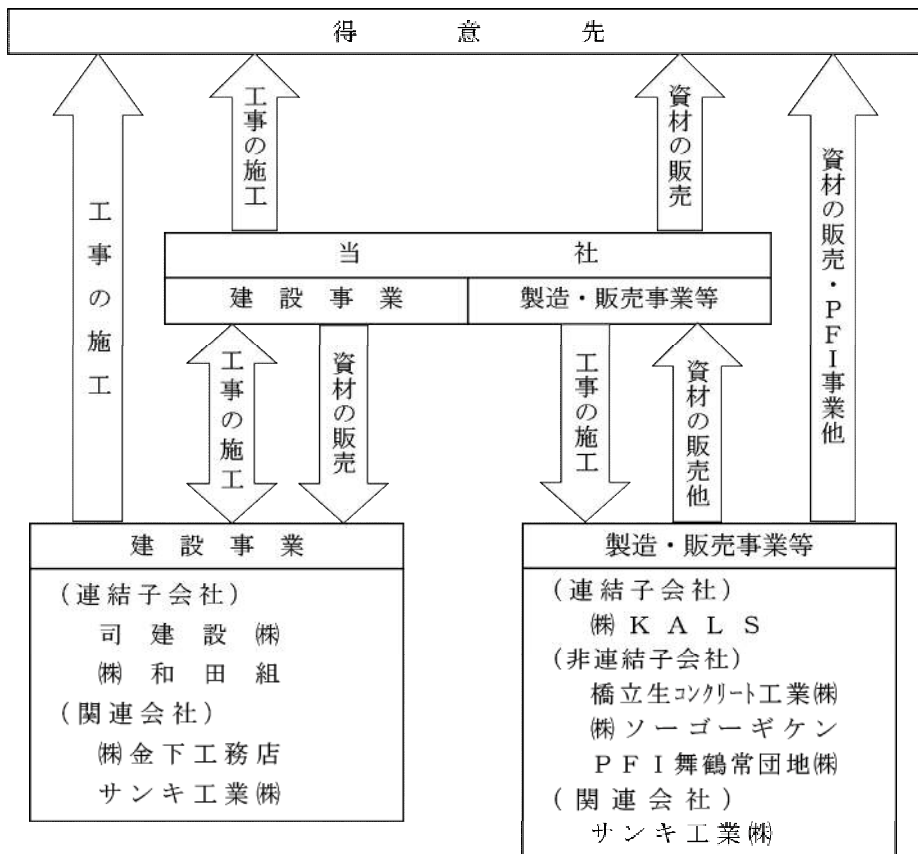 得意先
工事の施工
工事の施工
資材の販売
資材の販売・PFI事業他
当社
建設事業
製造・販売事業等
工事の施工
資材の販売
工事の施工
資材の販売他
建設事業
(連結子会社)
司建設㈱
㈱和田組
(関連会社)
㈱金下工務店
サンキ工業㈱
製造・販売事業等
(連結子会社)
㈱KALS
(非連結子会社)
橋立生ｺﾝｸﾘｰﾄ工業㈱
㈱ソーゴーギケン
PFI舞鶴常団地㈱
(関連会社)
サンキ工業㈱